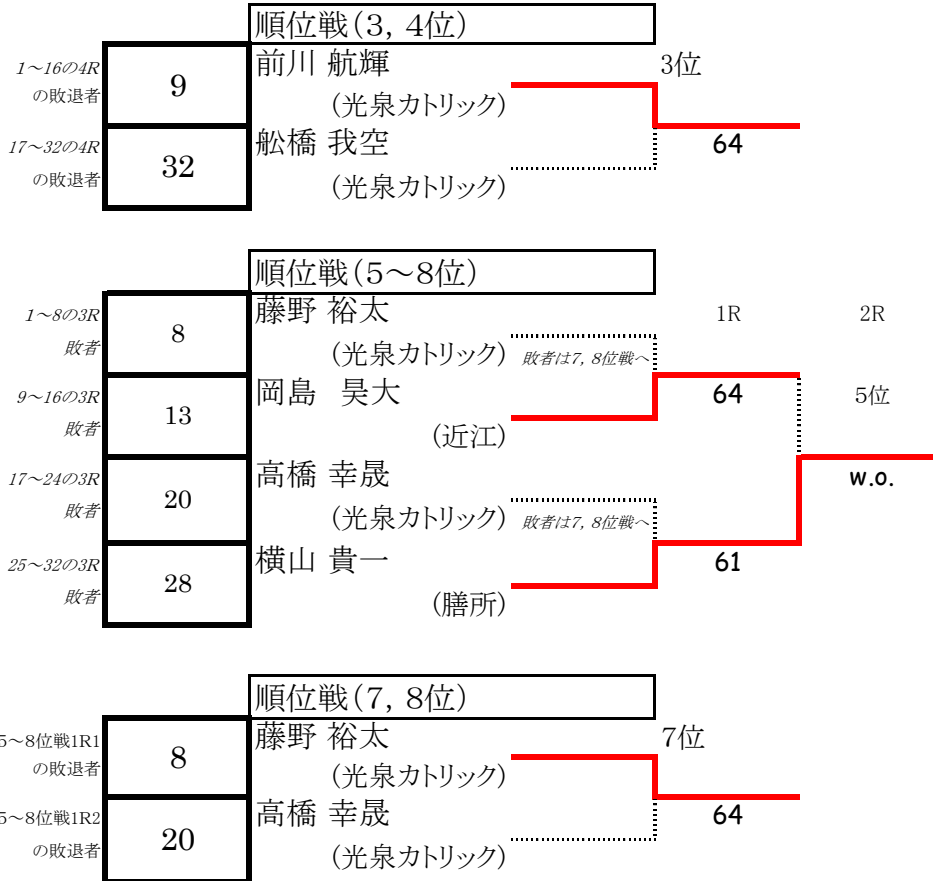 順位戦(3, 4位)
1～16の4R
の敗退者
9
前川 航輝
(光泉カトリック)
3位
17～32の4R
の敗退者
32
舩橋 我空
(光泉カトリック)
64
順位戦(5～8位)
1～8の3R
敗者
8
藤野 裕太
(光泉カトリック)
敗者は7, 8位戦へ
1R
2R
9～16の3R
敗者
13
岡島 昊大
(近江)
64
5位
17～24の3R
敗者
20
高橋 幸晟
(光泉カトリック)
敗者は7, 8位戦へ
w.o.
25～32の3R
敗者
28
横山 貴一
(膳所)
61
順位戦(7, 8位)
5～8位戦1R1
の敗退者
8
藤野 裕太
(光泉カトリック)
7位
5～8位戦1R2
の敗退者
20
高橋 幸晟
(光泉カトリック)
64